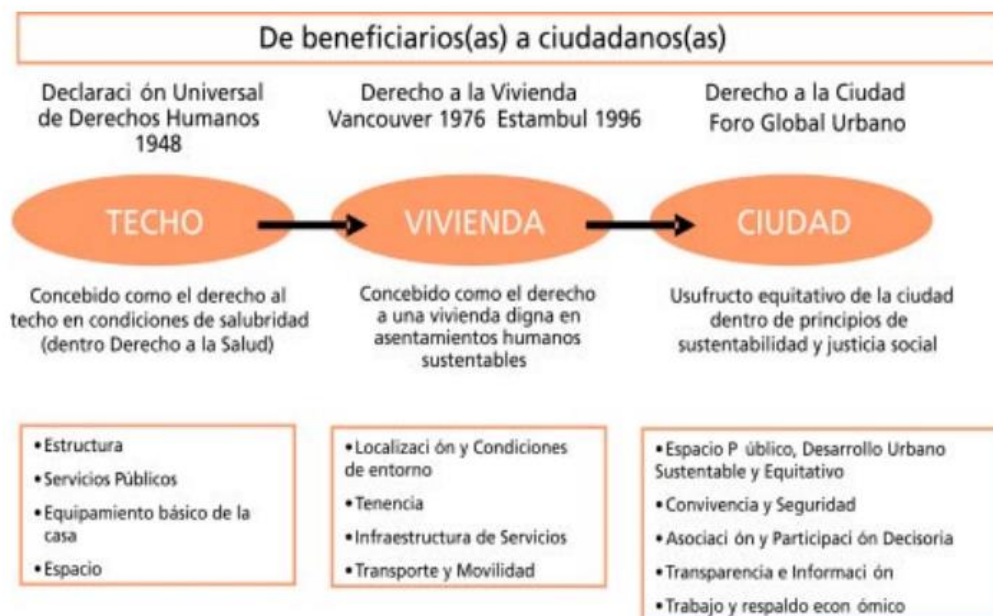 De beneficiarios(as) a ciudadanos(as)
Declaraci ón Universal
de Derechos Humanos
1948
Derecho a la Vivienda
Vancouver 1976 Estambul 1996
Derecho a la Ciudad
Foro Global Urbano
TECHO
VIVIENDA
CIUDAD
Concebido como el derecho al
techo en condiciones de salubridad
(dentro Derecho a la Salud)
Concebido como el derecho
a una vivienda digna en
asentamientos humanos
sustentables
Usufructo equitativo de la ciudad
dentro de principios de
sustentabilidad y justicia social
•Estructura
•Servicios Públicos
•Equipamiento básico de la
casa
•Espacio
•Localizaci ón y Condiciones
de entorno
•Tenencia
•Infraestructura de Servicios
•Transporte y Movilidad
•Espacio P úblico, Desarrollo Urbano
Sustentable y Equitativo
•Convivencia y Seguridad
•Asociaci ón y Participaci ón Decisoria
•Transparencia e Informaci ón
•Trabajo y respaldo econ ómico